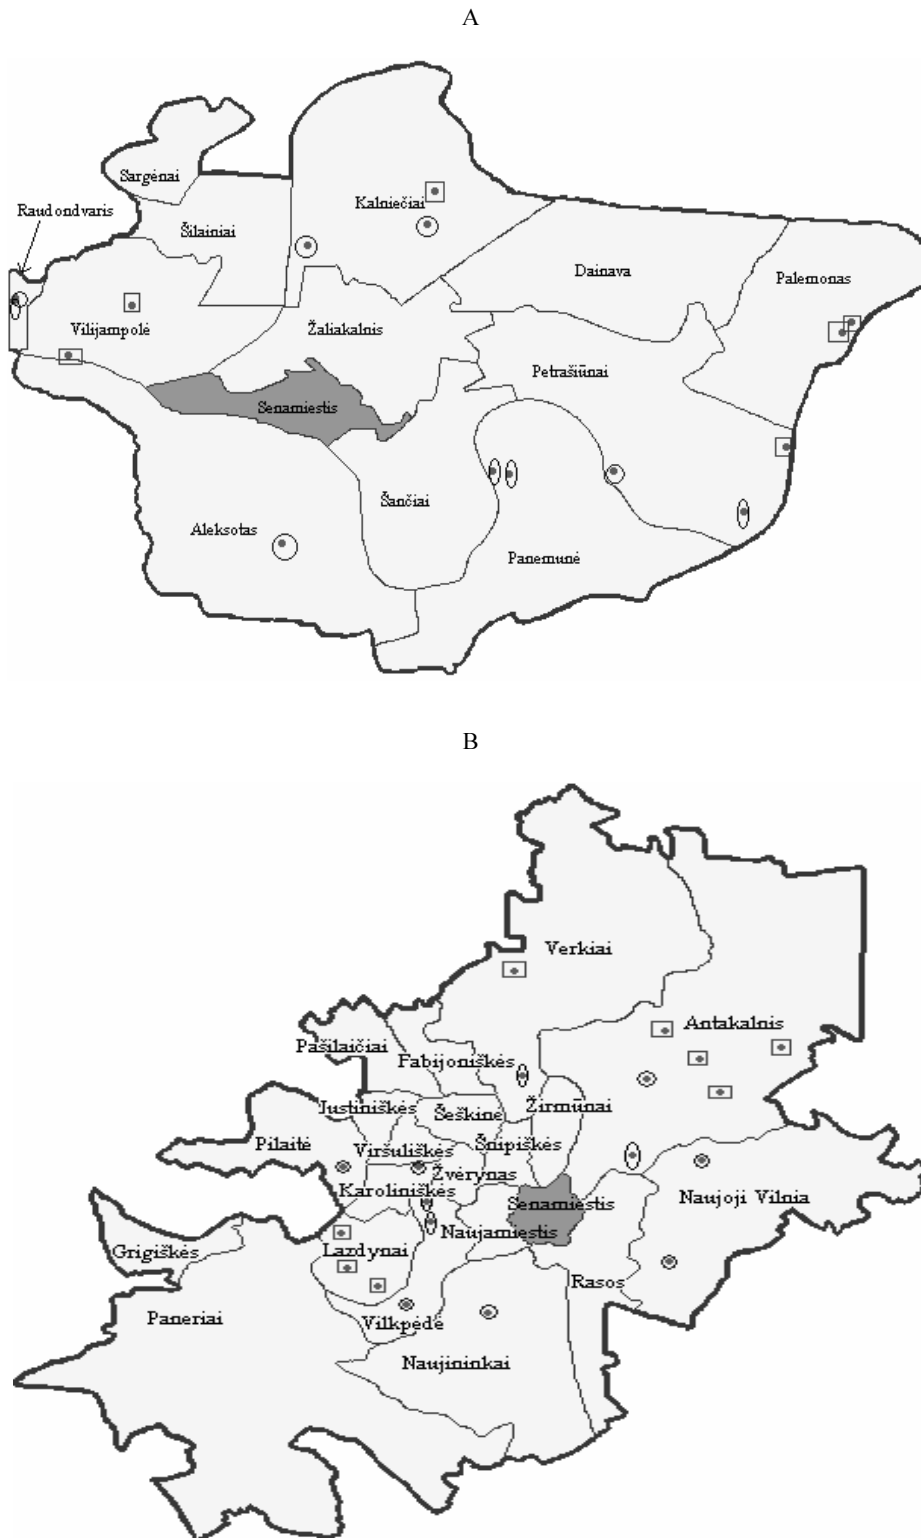 A
Sargėnai
Raudondvaris
Kalniečiai
Šilainiai
Dainava
Palemonas
Vilijampolė
Žaliakalnis
Petrašiūnai
Senamiestis
Šančiai
Aleksotas
Panemunė
B
Verkiai
Antakalnis
Pašilaičiai
Fabijoniškės
Justiniškės
Šeškinė
Žirmūnai
Pilaitė
Viršuliškės
Šnipiškės
Žvėrynas
Karoliniškės
Senamiestis
Naujoji Vilnia
Naujamiestis
Grigiškės
Lazdynai
Rasos
Paneriai
Vilkpėdė
Naujininkai